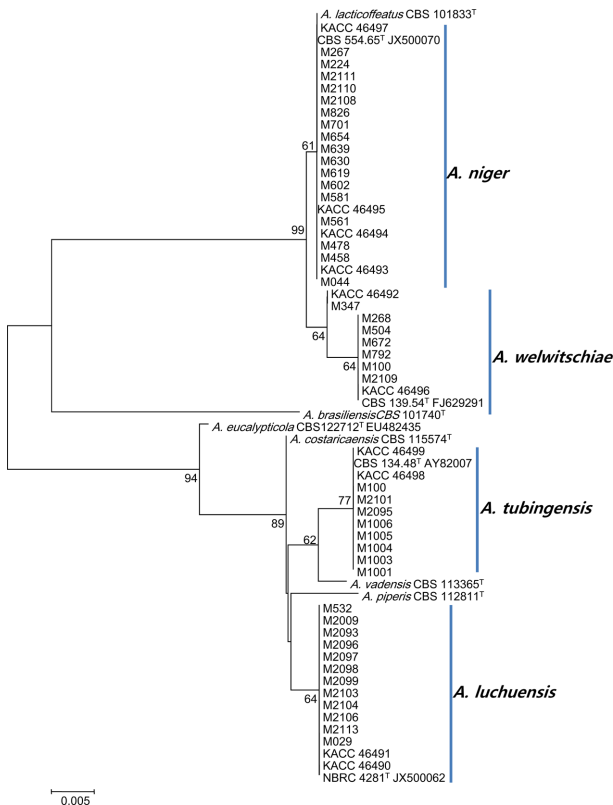 A. lacticoffeatus CBS 101833ᵀ
KACC 46497
CBS 554.65ᵀ JX500070
M267
M224
M2111
M2110
M2108
M826
M701
M654
61
M639
M630
M619
A. niger
M602
M581
KACC 46495
M561
99
KACC 46494
M478
M458
KACC 46493
M044
KACC 46492
M347
M268
64
M504
M672
A. welwitschiae
M792
64
M100
M2109
KACC 46496
CBS 139.54ᵀ FJ629291
A. brasiliensisCBS 101740ᵀ
A. eucalypticola CBS122712ᵀ EU482435
A. costaricaensis CBS 115574ᵀ
KACC 46499
CBS 134.48ᵀ AY82007
94
KACC 46498
M100
77
M2101
A. tubingensis
M2095
89
M1006
M1005
62
M1004
M1003
M1001
A. vadensis CBS 113365ᵀ
A. piperis CBS 112811ᵀ
M532
M2009
M2093
M2096
M2097
M2098
M2099
A. luchuensis
M2103
64
M2104
M2106
M2113
M029
KACC 46491
KACC 46490
NBRC 4281ᵀ JX500062
0.005